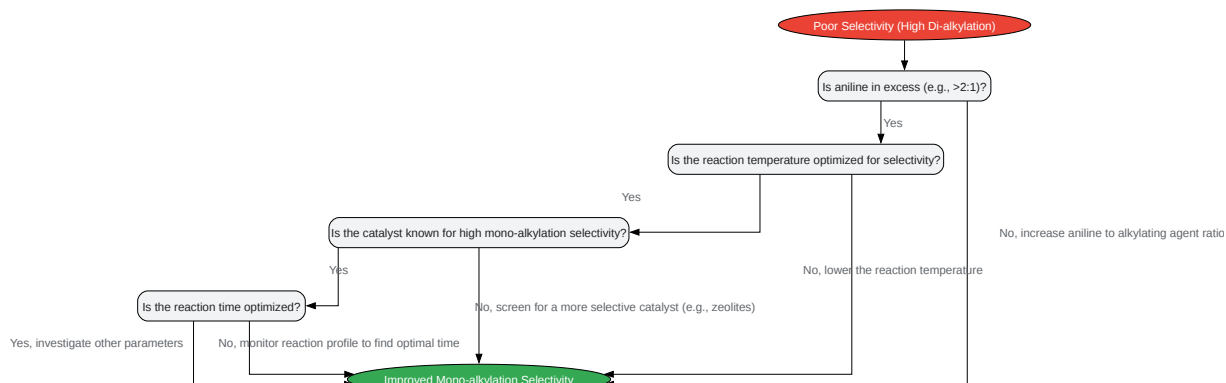 Poor Selectivity (High Di-alkylation)
Is aniline in excess (e.g., >2:1)?
Yes
Is the reaction temperature optimized for selectivity?
Yes
Is the catalyst known for high mono-alkylation selectivity?
No, increase aniline to alkylating agent ratio
Yes
No, lower the reaction temperature
Is the reaction time optimized?
No, screen for a more selective catalyst (e.g., zeolites)
Yes, investigate other parameters
No, monitor reaction profile to find optimal time
Improved Mono-alkylation Selectivity